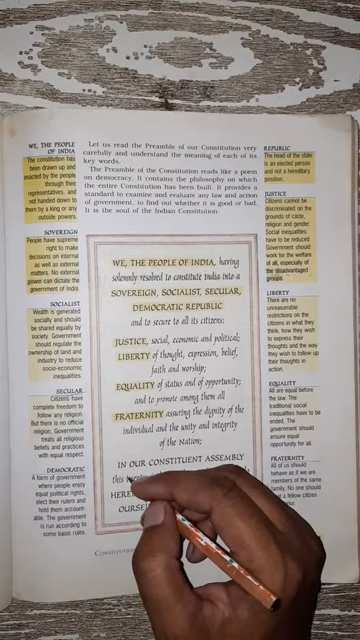 WE, THE PEOPLE
OF INDIA
The constitution has
been drawn up and
enacted by the people
through their
representatives, and
not handed down to
them by a king or any
outside powers.
SOVEREIGN
People have supreme
right to make
decisions on internal
as well as external
matters. No external
power can dictate the
government of India.
SOCIALIST
Wealth is generated
socially and should
be shared equally by
society. Government
should regulate the
ownership of land and
industry to reduce
socio-economic
inequalities.
SECULAR
Citizens have
complete freedom to
follow any religion.
But there is no official
religion. Government
treats all religious
beliefs and practices
with equal respect.
DEMOCRATIC
A form of government
where people enjoy
equal political rights,
elect their rulers and
hold them account-
able. The government
is run according to
some basic rules.
Let us read the Preamble of our Constitution very
carefully and understand the meaning of each of its
key words.
The Preamble of the Constitution reads like a poem
on democracy. It contains the philosophy on which
the entire Constitution has been built. It provides a
standard to examine and evaluate any law and action
of government, to find out whether it is good or bad.
It is the soul of the Indian Constitution.
WE, THE PEOPLE OF INDIA, having
solemnly resolved to constitute India into a
SOVEREIGN, SOCIALIST, SECULAR,
DEMOCRATIC REPUBLIC
and to secure to all its citizens:
JUSTICE, social, economic and political;
LIBERTY of thought, expression, belief,
faith and worship;
EQUALITY of status and of opportunity;
and to promote among them all
FRATERNITY assuring the dignity of the
individual and the unity and integrity
of the Nation;
IN OUR CONSTITUENT ASSEMBLY
this
HERE
OURSE
REPUBLIC
The head of the state
is an elected person
and not a hereditary
position.
JUSTICE
Citizens cannot be
discriminated on the
grounds of caste,
religion and gender.
Social inequalities
have to be reduced.
Government should
work for the welfare
of all, especially of
the disadvantaged
groups.
LIBERTY
There are no
unreasonable
restrictions on the
citizens in what they
think, how they wish
to express their
thoughts and the way
they wish to follow up
their thoughts in
action.
EQUALITY
All are equal before
the law. The
traditional social
inequalities have to be
ended. The
government should
ensure equal
opportunity for all.
FRATERNITY
All of us should
behave as if we are
members of the same
family. No one should
a fellow citizen